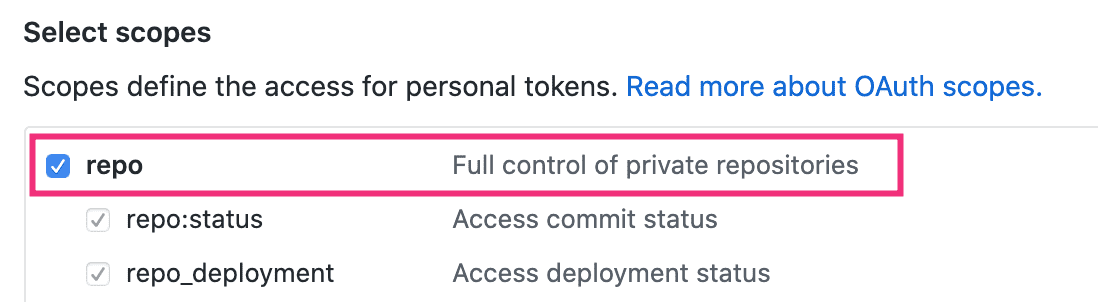 Select scopes
Scopes define the access for personal tokens. Read more about OAuth scopes.
repo Full control of private repositories
repo:status Access commit status
repo_deployment Access deployment status